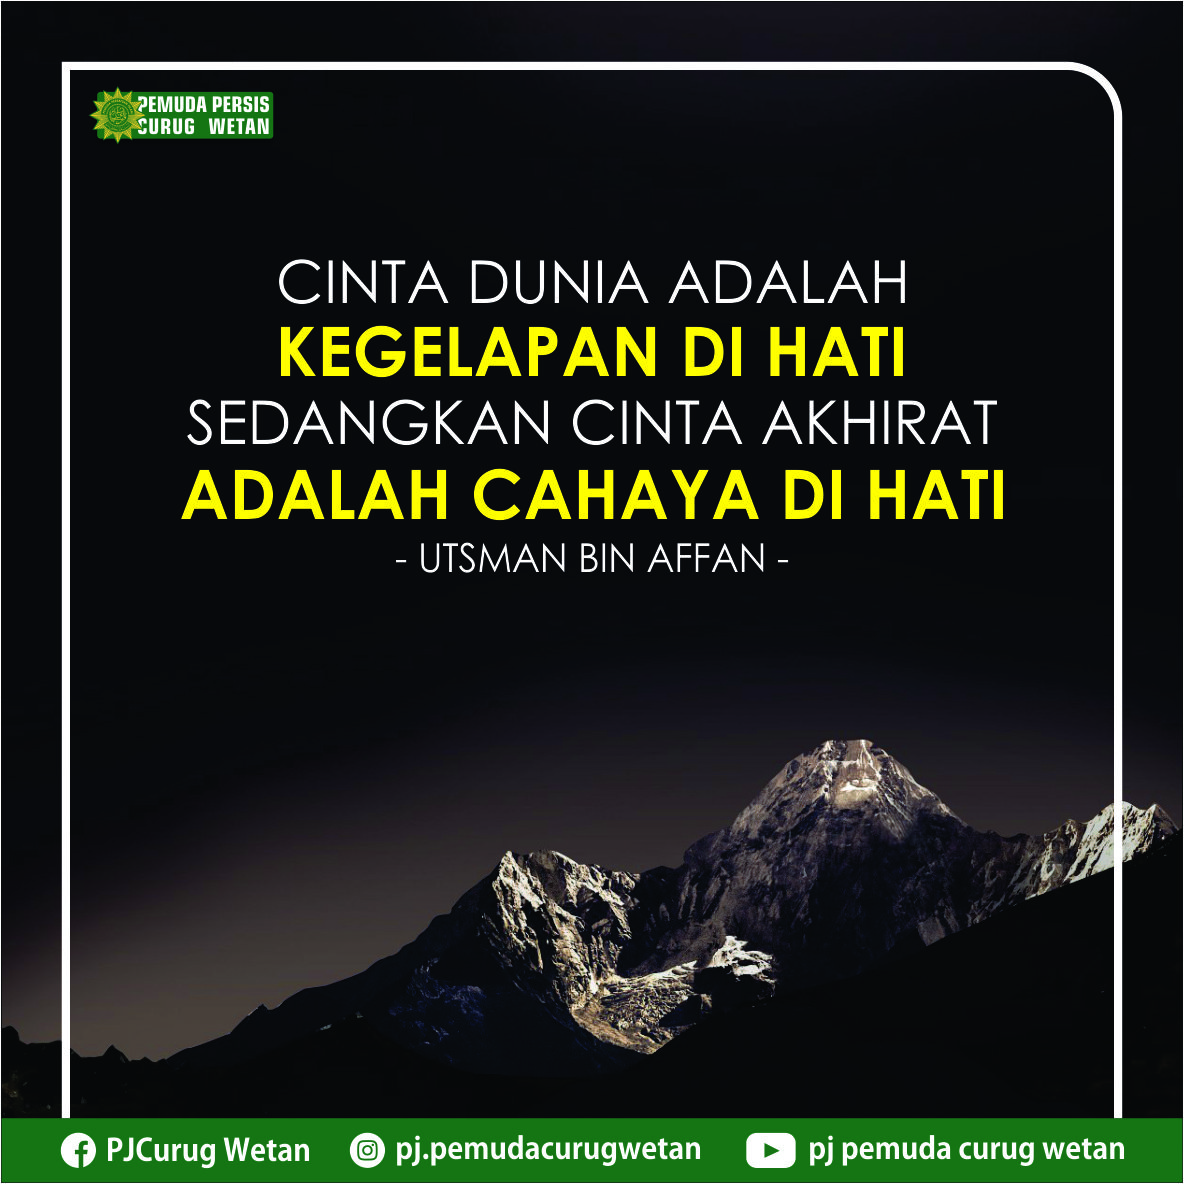 PEMUDA PERSIS
CURUG WETAN
CINTA DUNIA ADALAH
KEGELAPAN DI HATI
SEDANGKAN CINTA AKHIRAT
ADALAH CAHAYA DI HATI
- UTSMAN BIN AFFAN -
PJCurug Wetan pj.pemudacurugwetan pj pemuda curug wetan